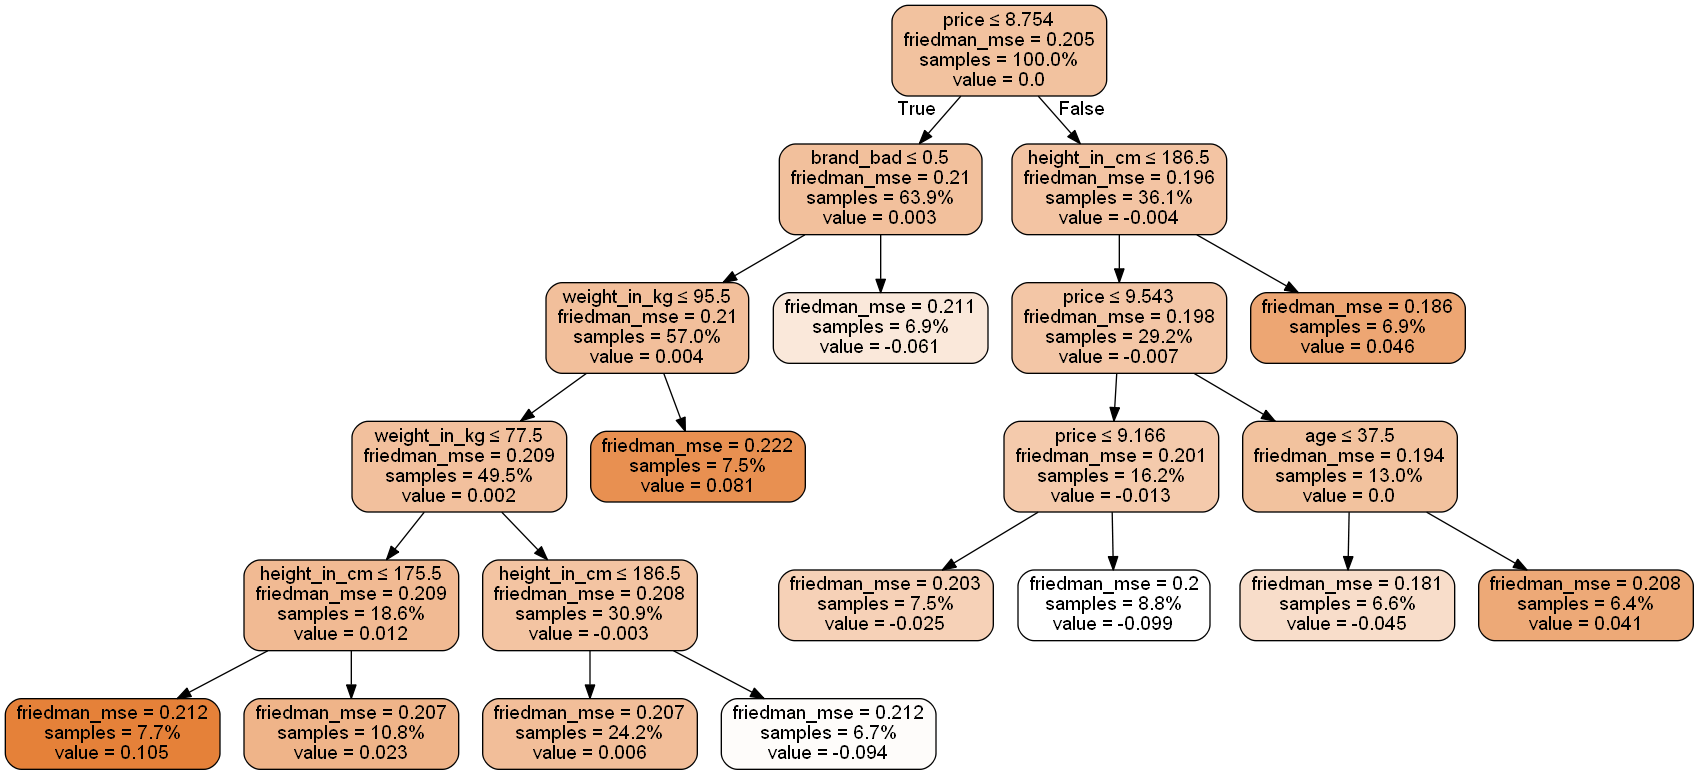 price ≤ 8.754
friedman_mse = 0.205
samples = 100.0%
value = 0.0
True
False
brand_bad ≤ 0.5
friedman_mse = 0.21
samples = 63.9%
value = 0.003
height_in_cm ≤ 186.5
friedman_mse = 0.196
samples = 36.1%
value = -0.004
weight_in_kg ≤ 95.5
friedman_mse = 0.21
samples = 57.0%
value = 0.004
friedman_mse = 0.211
samples = 6.9%
value = -0.061
price ≤ 9.543
friedman_mse = 0.198
samples = 29.2%
value = -0.007
friedman_mse = 0.186
samples = 6.9%
value = 0.046
weight_in_kg ≤ 77.5
friedman_mse = 0.209
samples = 49.5%
value = 0.002
friedman_mse = 0.222
samples = 7.5%
value = 0.081
price ≤ 9.166
friedman_mse = 0.201
samples = 16.2%
value = -0.013
age ≤ 37.5
friedman_mse = 0.194
samples = 13.0%
value = 0.0
height_in_cm ≤ 175.5
friedman_mse = 0.209
samples = 18.6%
value = 0.012
height_in_cm ≤ 186.5
friedman_mse = 0.208
samples = 30.9%
value = -0.003
friedman_mse = 0.203
samples = 7.5%
value = -0.025
friedman_mse = 0.2
samples = 8.8%
value = -0.099
friedman_mse = 0.181
samples = 6.6%
value = -0.045
friedman_mse = 0.208
samples = 6.4%
value = 0.041
friedman_mse = 0.212
samples = 7.7%
value = 0.105
friedman_mse = 0.207
samples = 10.8%
value = 0.023
friedman_mse = 0.207
samples = 24.2%
value = 0.006
friedman_mse = 0.212
samples = 6.7%
value = -0.094